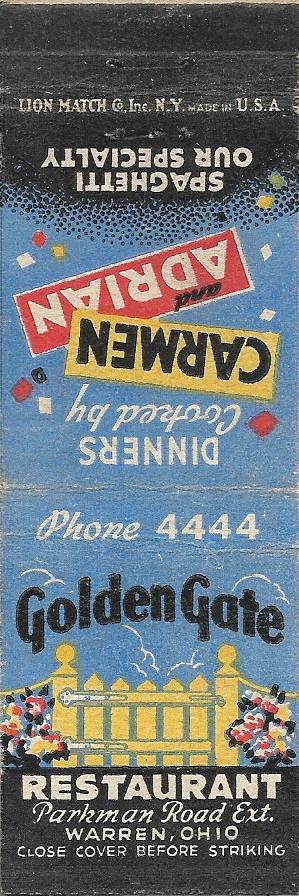 LION MATCH Co., Inc. N.Y. MADE IN U.S.A.
DINNERS
Cooked by
CARMEN
and
ADRIAN
SPAGHETTI
OUR SPECIALTY
Phone 4444
Golden Gate
RESTAURANT
Parkman Road Ext.
WARREN, OHIO
CLOSE COVER BEFORE STRIKING